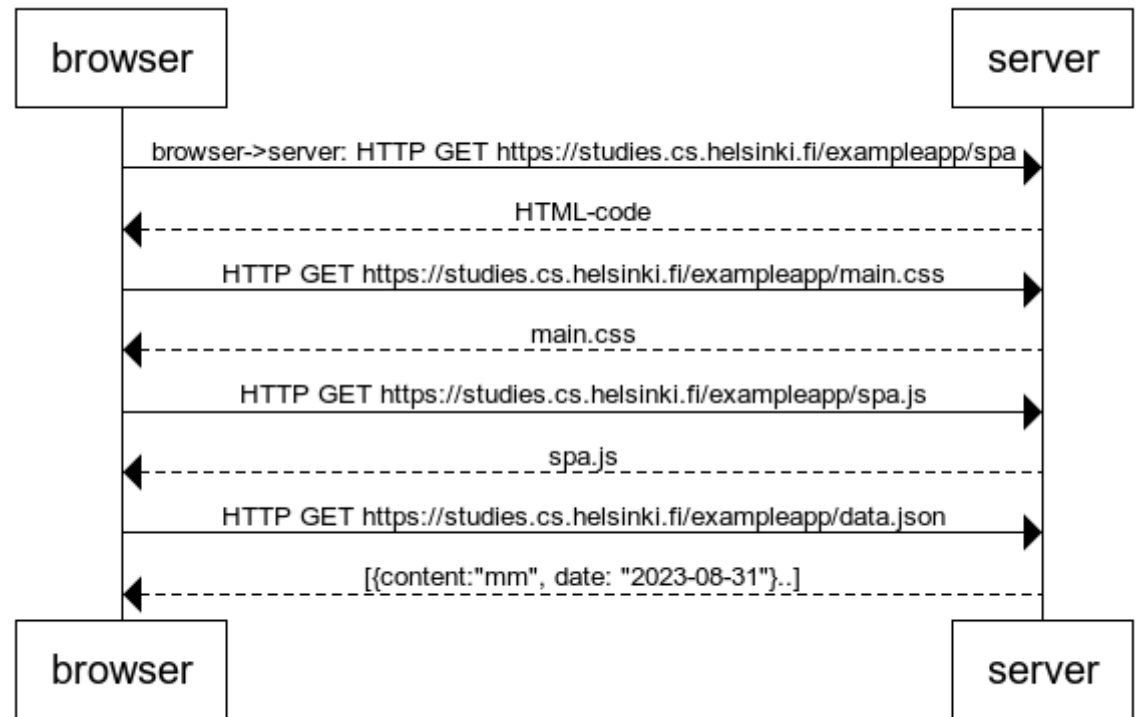 browser
server
browser->server: HTTP GET https://studies.cs.helsinki.fi/exampleapp/spa
HTML-code
HTTP GET https://studies.cs.helsinki.fi/exampleapp/main.css
main.css
HTTP GET https://studies.cs.helsinki.fi/exampleapp/spa.js
spa.js
HTTP GET https://studies.cs.helsinki.fi/exampleapp/data.json
[{content:"mm", date: "2023-08-31"}..]
browser
server